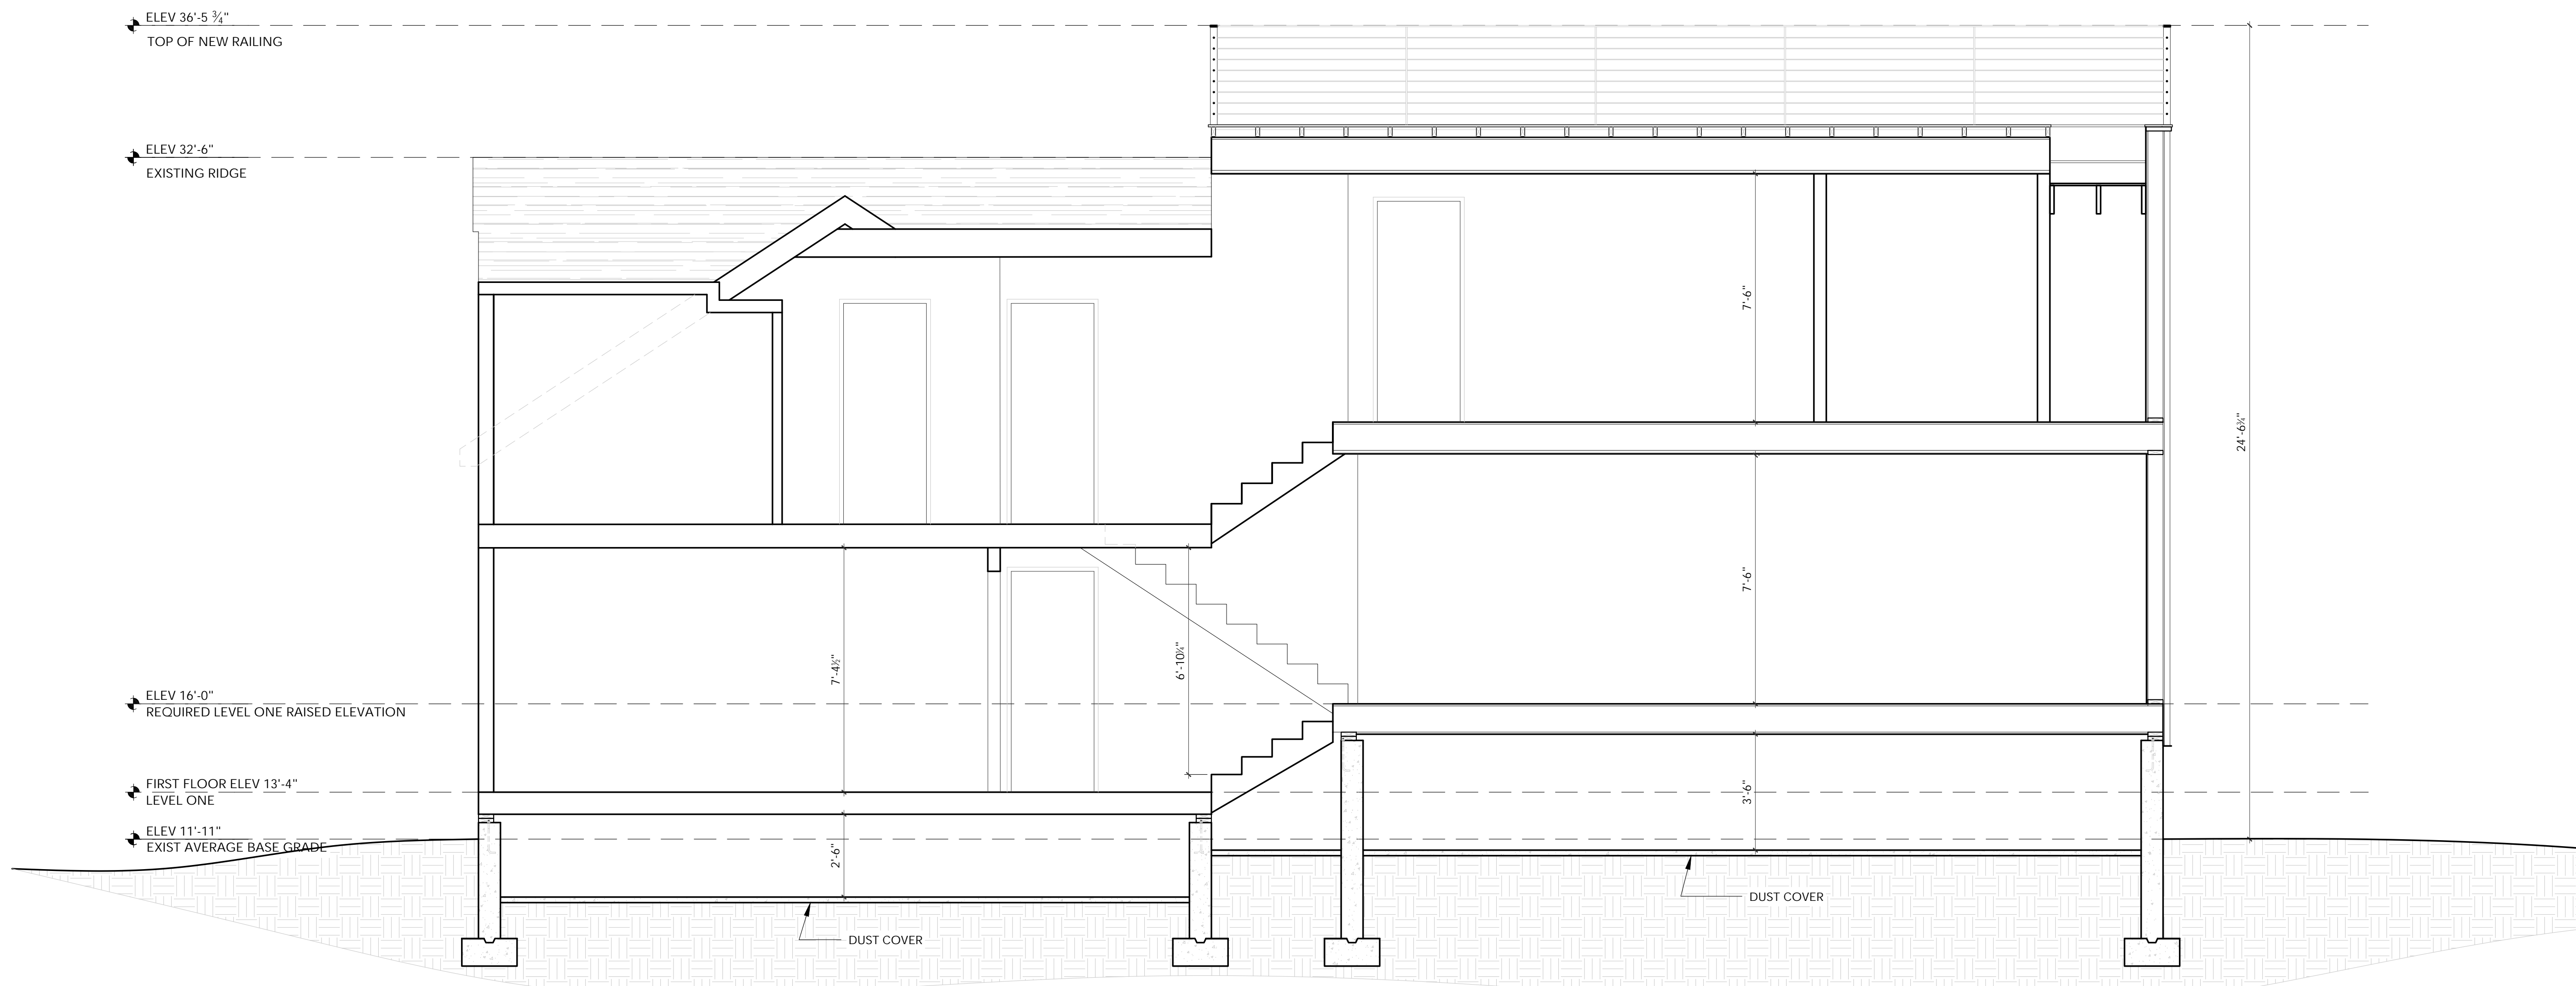 ELEV 36'-5 ¾"
TOP OF NEW RAILING
ELEV 32'-6"
EXISTING RIDGE
7'-6"
24'-6¾"
7'-6"
7'-4½"
6'-10¼"
ELEV 16'-0"
REQUIRED LEVEL ONE RAISED ELEVATION
FIRST FLOOR ELEV 13'-4"
LEVEL ONE
3'-6"
ELEV 11'-11"
EXIST AVERAGE BASE GRADE
2'-6"
DUST COVER
DUST COVER